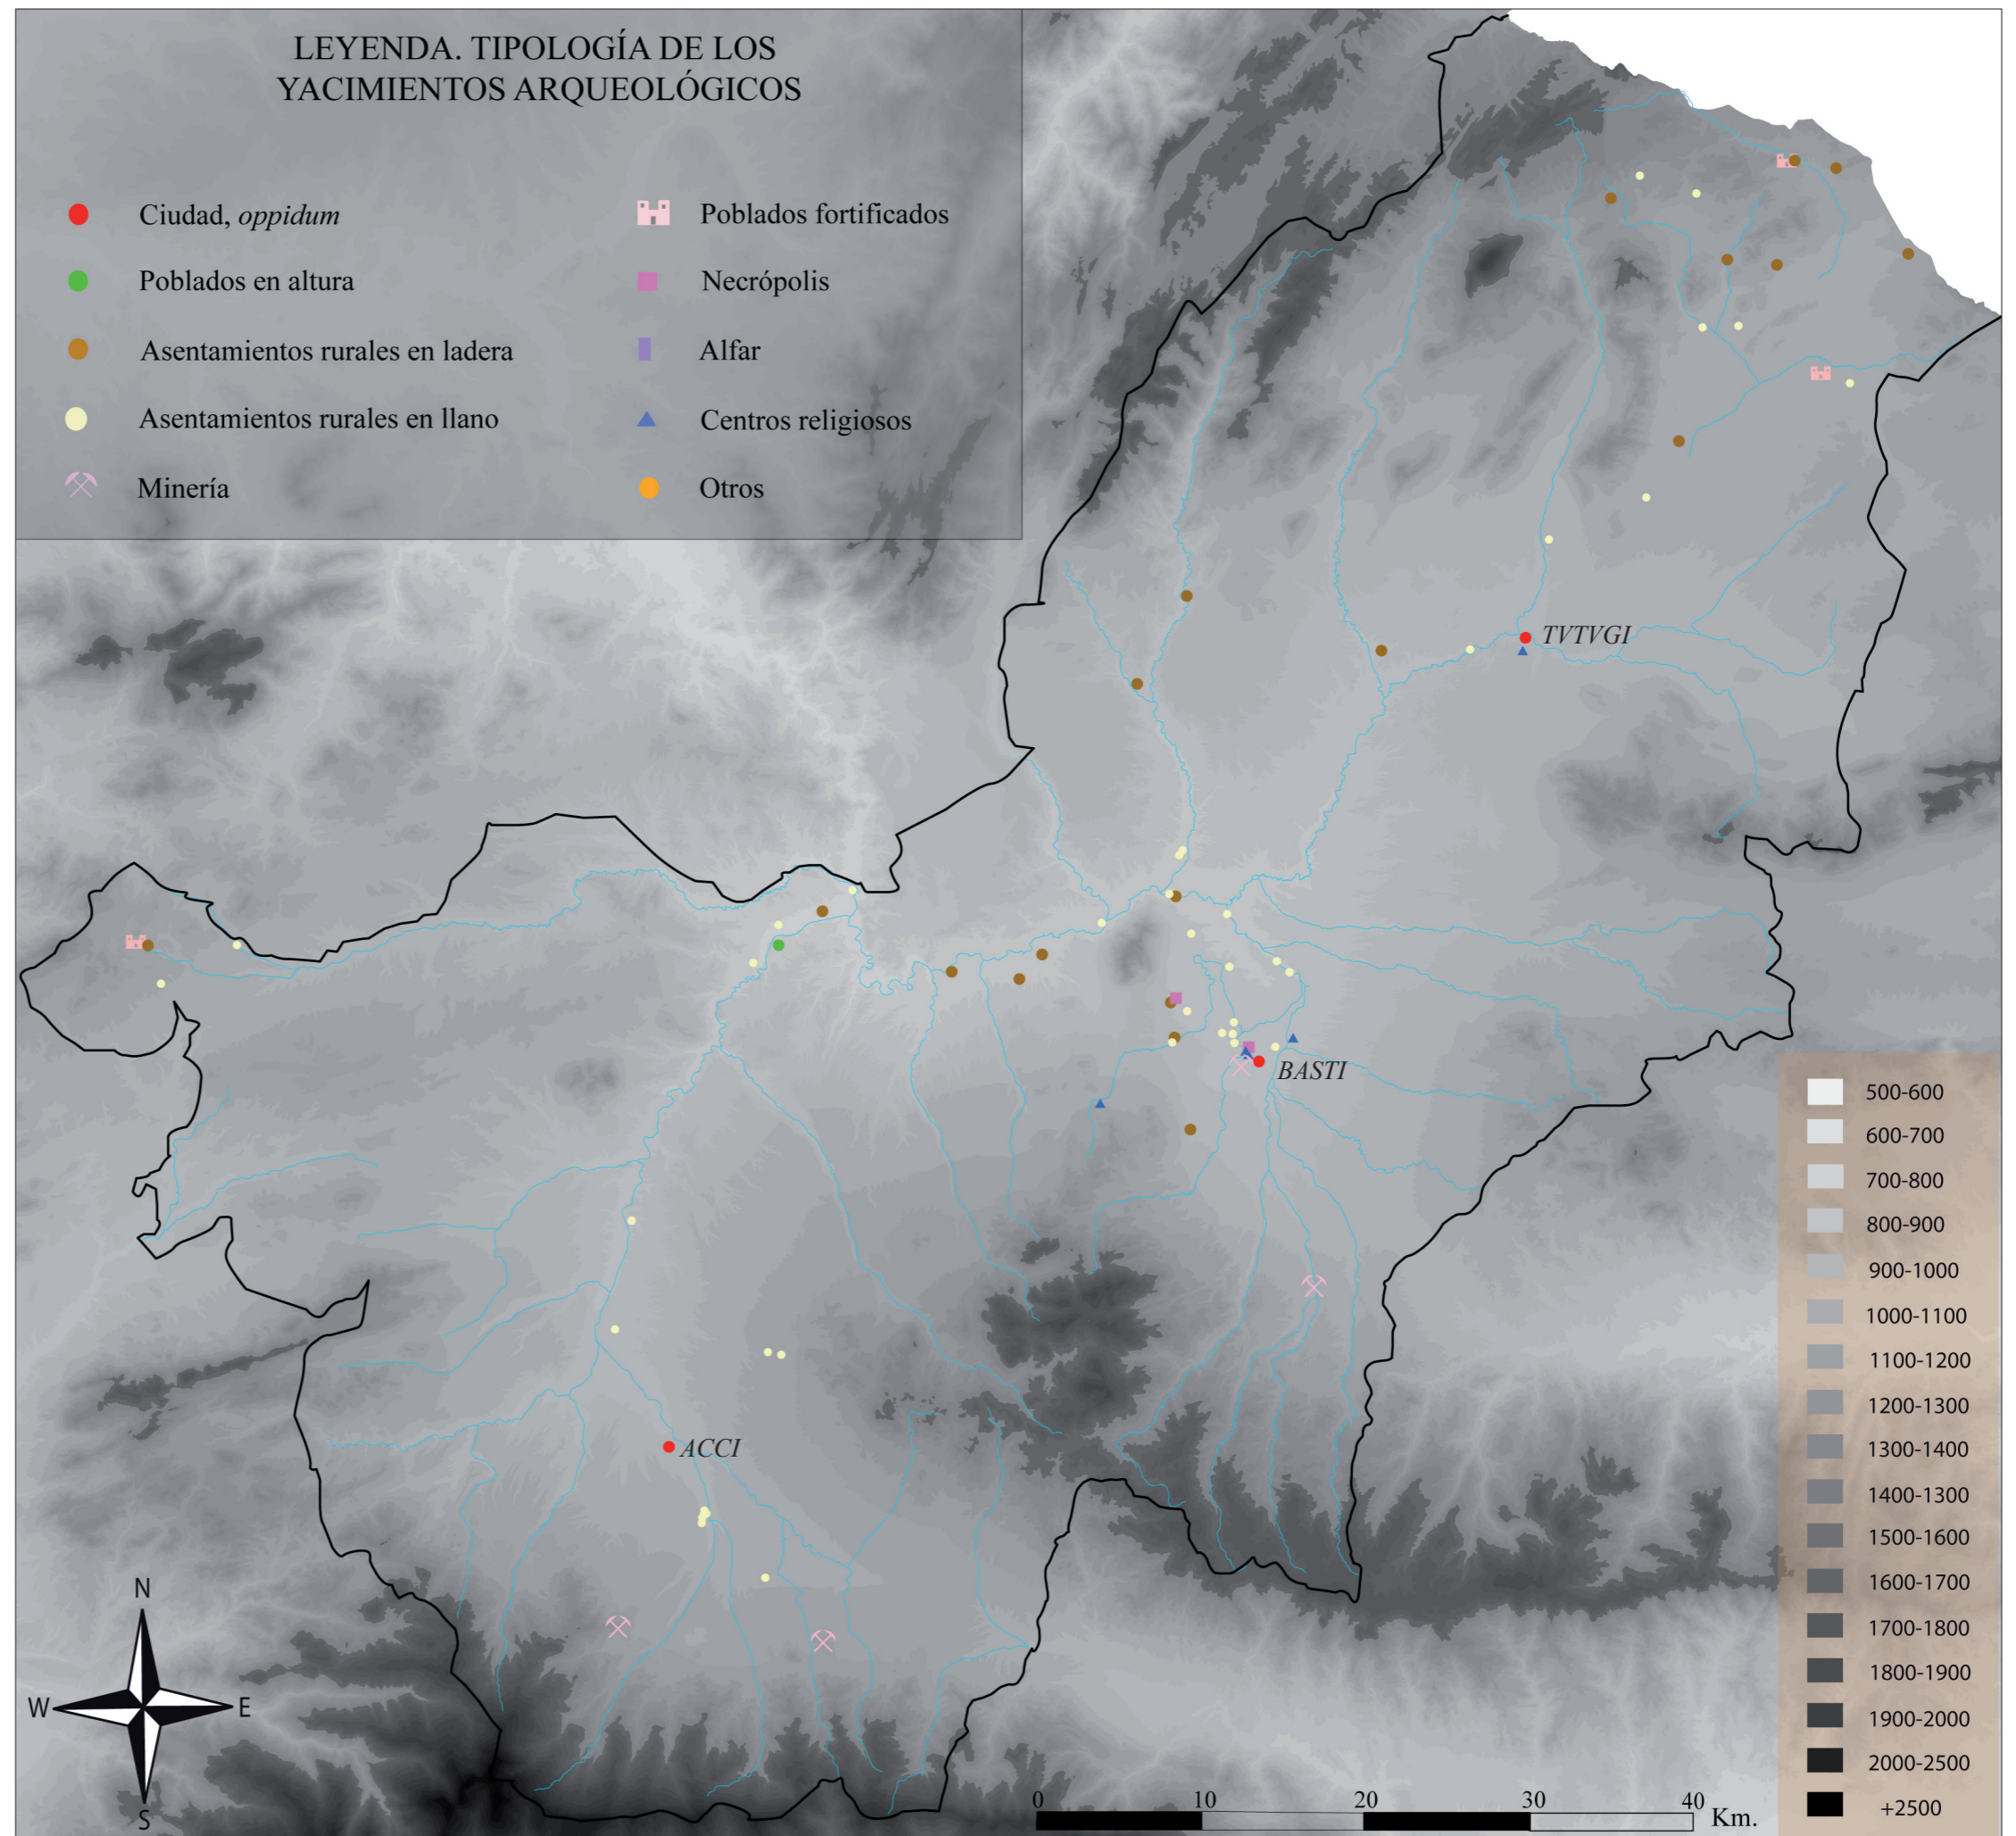 LEYENDA. TIPOLOGÍA DE LOS
YACIMIENTOS ARQUEOLÓGICOS
Ciudad, oppidum
Poblados en altura
Asentamientos rurales en ladera
Asentamientos rurales en llano
Minería
Poblados fortificados
Necrópolis
Alfar
Centros religiosos
Otros
TVTVGI
BASTI
ACCI
500-600
600-700
700-800
800-900
900-1000
1000-1100
1100-1200
1200-1300
1300-1400
1400-1300
1500-1600
1600-1700
1700-1800
1800-1900
1900-2000
2000-2500
+2500
N
W E
S
0 10 20 30 40 Km.